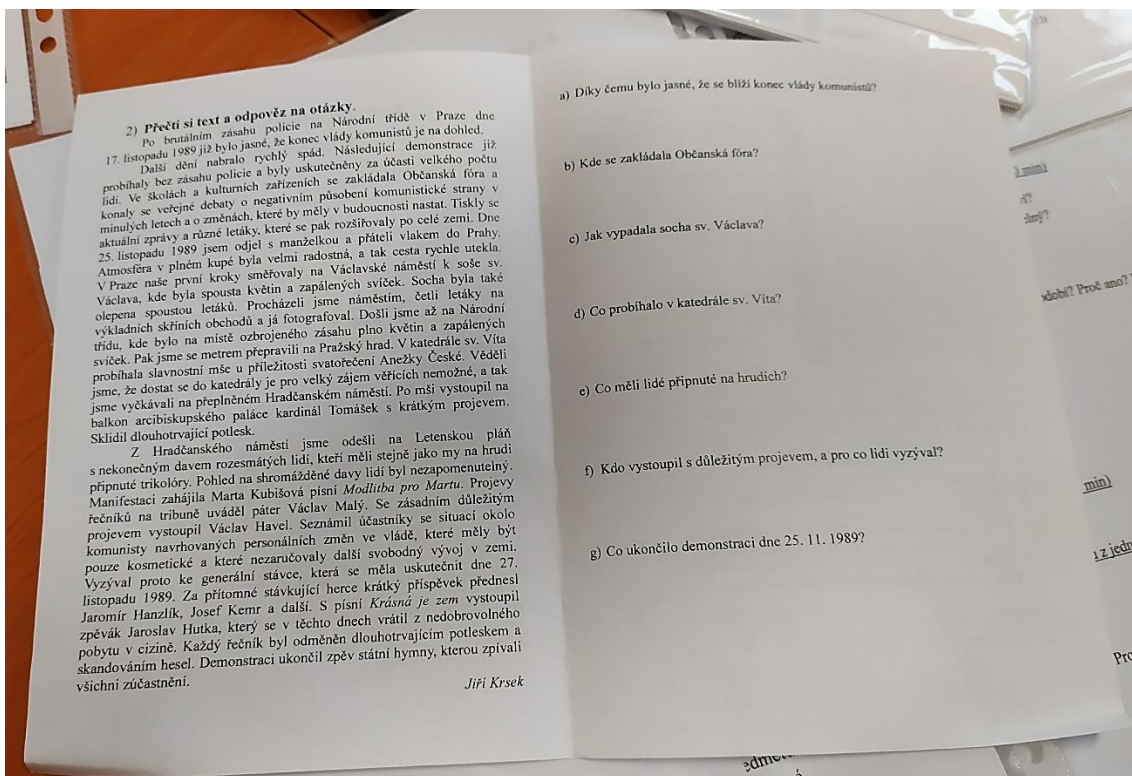 2) Přečti si text a odpověz na otázky.
Po brutálním zásahu policie na Národní třídě v Praze dne
17. listopadu 1989 již bylo jasné, že konec vlády komunistů je na dohled.
Další dění nabralo rychlý spád. Následující demonstrace již
probíhaly bez zásahu policie a byly uskutečněny za účasti velkého počtu
lidí. Ve školách a kulturních zařízeních se zakládala Občanská fóra a
konaly se veřejné debaty o negativním působení komunistické strany v
minulých letech a o změnách, které by měly v budoucnosti nastat. Tiskly se
aktuální zprávy a různé letáky, které se pak rozšiřovaly po celé zemi. Dne
25. listopadu 1989 jsem odjel s manželkou a přáteli vlakem do Prahy.
Atmosféra v plném kupé byla velmi radostná, a tak cesta rychle utekla.
V Praze naše první kroky směřovaly na Václavské náměstí k soše sv.
Václava, kde byla spousta květin a zapálených svíček. Socha byla také
olepena spoustou letáků. Procházeli jsme náměstím, četli letáky na
výkladních skříních obchodů a já fotografoval. Došli jsme až na Národní
třídu, kde bylo na místě ozbrojeného zásahu plno květin a zapálených
svíček. Pak jsme se metrem přepravili na Pražský hrad. V katedrále sv. Víta
probíhala slavnostní mše u příležitosti svatořečení Anežky České. Věděli
jsme, že dostat se do katedrály je pro velký zájem věřících nemožné, a tak
jsme vyčkávali na přeplněném Hradčanském náměstí. Po mši vystoupil na
balkon arcibiskupského paláce kardinál Tomášek s krátkým projevem.
Sklidil dlouhotrvající potlesk.
Z Hradčanského náměstí jsme odešli na Letenskou pláň
s nekonečným davem rozesmátých lidí, kteří měli stejně jako my na hrudi
připnuté trikolóry. Pohled na shromážděné davy lidí byl nezapomenutelný.
Manifestaci zahájila Marta Kubišová písní Modlitba pro Martu. Projevy
řečníků na tribuně uváděl páter Václav Malý. Se zásadním důležitým
projevem vystoupil Václav Havel. Seznámil účastníky se situací okolo
komunisty navrhovaných personálních změn ve vládě, které měly být
pouze kosmetické a které nezaručovaly další svobodný vývoj v zemi.
Vyzýval proto ke generální stávce, která se měla uskutečnit dne 27.
listopadu 1989. Za přítomné stávkující herce krátký příspěvek přednesl
Jaromír Hanzlík, Josef Kemr a další. S písní Krásná je zem vystoupil
zpěvák Jaroslav Hutka, který se v těchto dnech vrátil z nedobrovolného
pobytu v cizině. Každý řečník byl odměněn dlouhotrvajícím potleskem a
skandováním hesel. Demonstraci ukončil zpěv státní hymny, kterou zpívali
všichni zúčastnění.
Jiří Krsek
a) Díky čemu bylo jasné, že se blíží konec vlády komunistů?
b) Kde se zakládala Občanská fóra?
c) Jak vypadala socha sv. Václava?
d) Co probíhalo v katedrále sv. Víta?
e) Co měli lidé připnuté na hrudích?
f) Kdo vystoupil s důležitým projevem, a pro co lidi vyzýval?
g) Co ukončilo demonstraci dne 25. 11. 1989?
min)
Proč ano?
min)